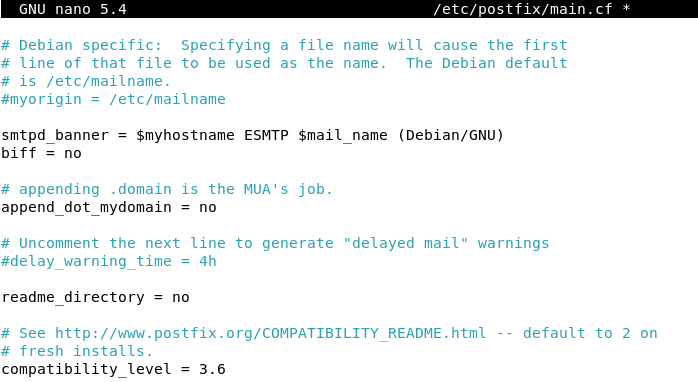 GNU nano 5.4 /etc/postfix/main.cf *
# Debian specific:  Specifying a file name will cause the first
# line of that file to be used as the name.  The Debian default
# is /etc/mailname.
#myorigin = /etc/mailname
smtpd_banner = $myhostname ESMTP $mail_name (Debian/GNU)
biff = no
# appending .domain is the MUA's job.
append_dot_mydomain = no
# Uncomment the next line to generate "delayed mail" warnings
#delay_warning_time = 4h
readme_directory = no
# See http://www.postfix.org/COMPATIBILITY_README.html -- default to 2 on
# fresh installs.
compatibility_level = 3.6